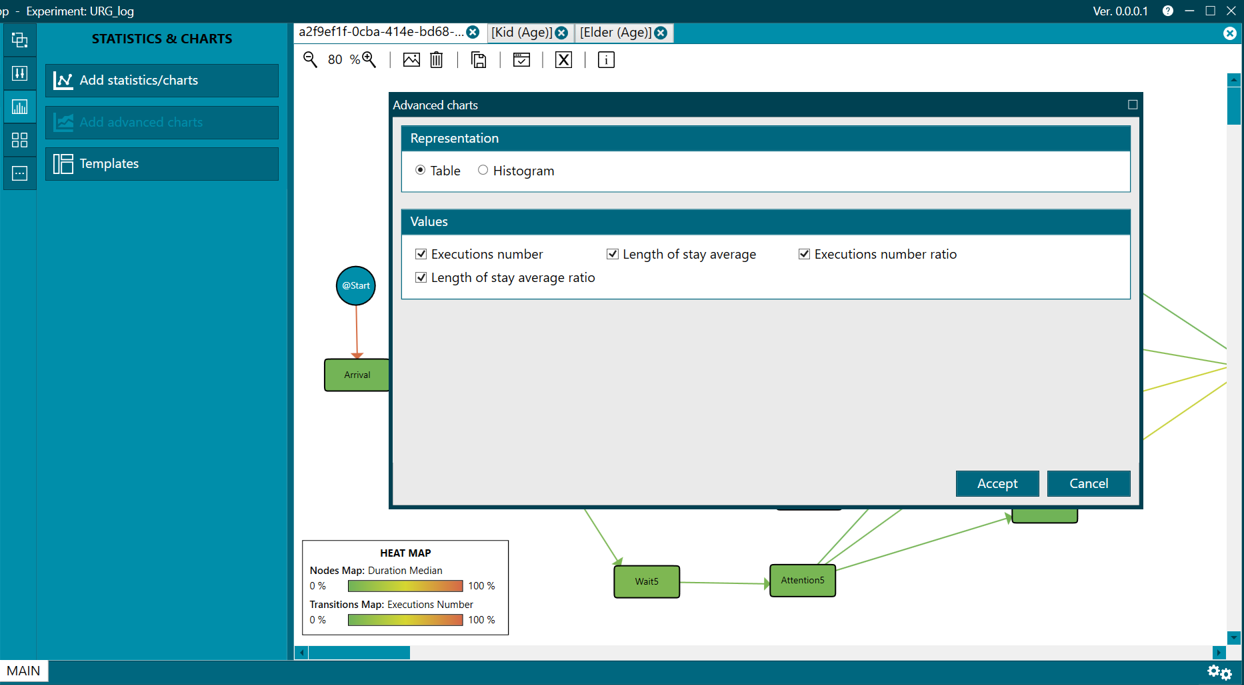 op - Experiment: URG_log
Ver. 0.0.0.1
STATISTICS & CHARTS
Add statistics/charts
Add advanced charts
Templates
a2f9ef1f-0cba-414e-bd68-...
[Kid (Age)]
[Elder (Age)]
80 %
Advanced charts
Representation
Table
Histogram
Values
Executions number
Length of stay average
Executions number ratio
Length of stay average ratio
Accept
Cancel
@Start
Arrival
Wait5
Attention5
HEAT MAP
Nodes Map: Duration Median
0 % 100 %
Transitions Map: Executions Number
0 % 100 %
MAIN